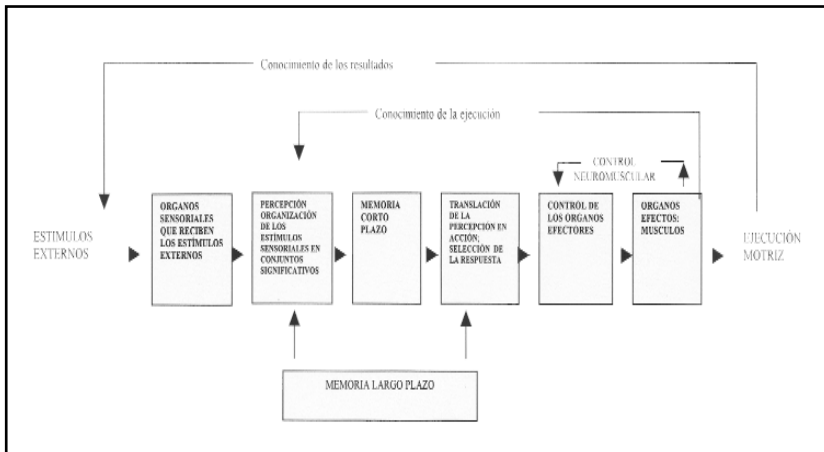 Conocimiento de los resultados
Conocimiento de la ejecución
CONTROL
NEUROMUSCULAR
ESTIMULOS
EXTERNOS
ORGANOS
SENSORIALES
QUE RECIBEN
LOS ESTÍMULOS
EXTERNOS
PERCEPCIÓN
ORGANIZACIÓN
DE LOS
ESTÍMULOS
SENSORIALES EN
CONJUNTOS
SIGNIFICATIVOS
MEMORIA
CORTO
PLAZO
TRANSLACIÓN
DE LA
PERCEPCIÓN EN
ACCIÓN;
SELECCIÓN DE
LA RESPUESTA
CONTROL DE
LOS ÓRGANOS
EFECTORES
ORGANOS
EFECTOS:
MUSCULOS
EJECUCIÓN
MOTRIZ
MEMORIA LARGO PLAZO